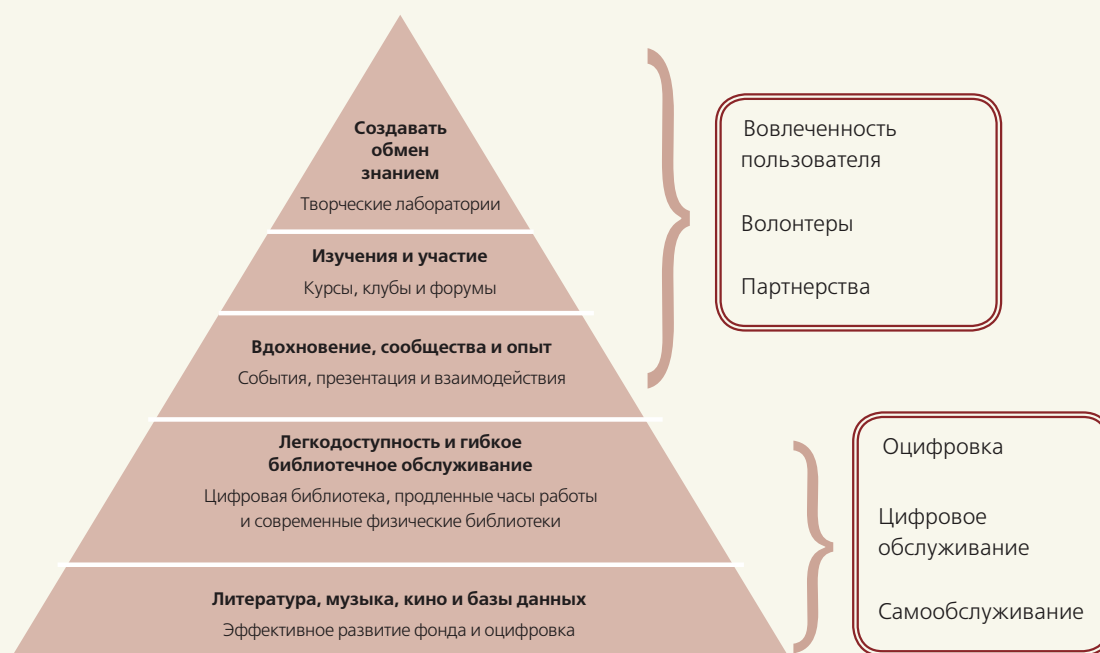 Создавать
обмен
знанием
Творческие лаборатории
Изучения и участие
Курсы, клубы и форумы
Вдохновение, сообщества и опыт
События, презентация и взаимодействия
Легкодоступность и гибкое
библиотечное обслуживание
Цифровая библиотека, продленные часы работы
и современные физические библиотеки
Литература, музыка, кино и базы данных
Эффективное развитие фонда и оцифровка
Вовлеченность
пользователя
Волонтеры
Партнерства
Оцифровка
Цифровое
обслуживание
Самообслуживание